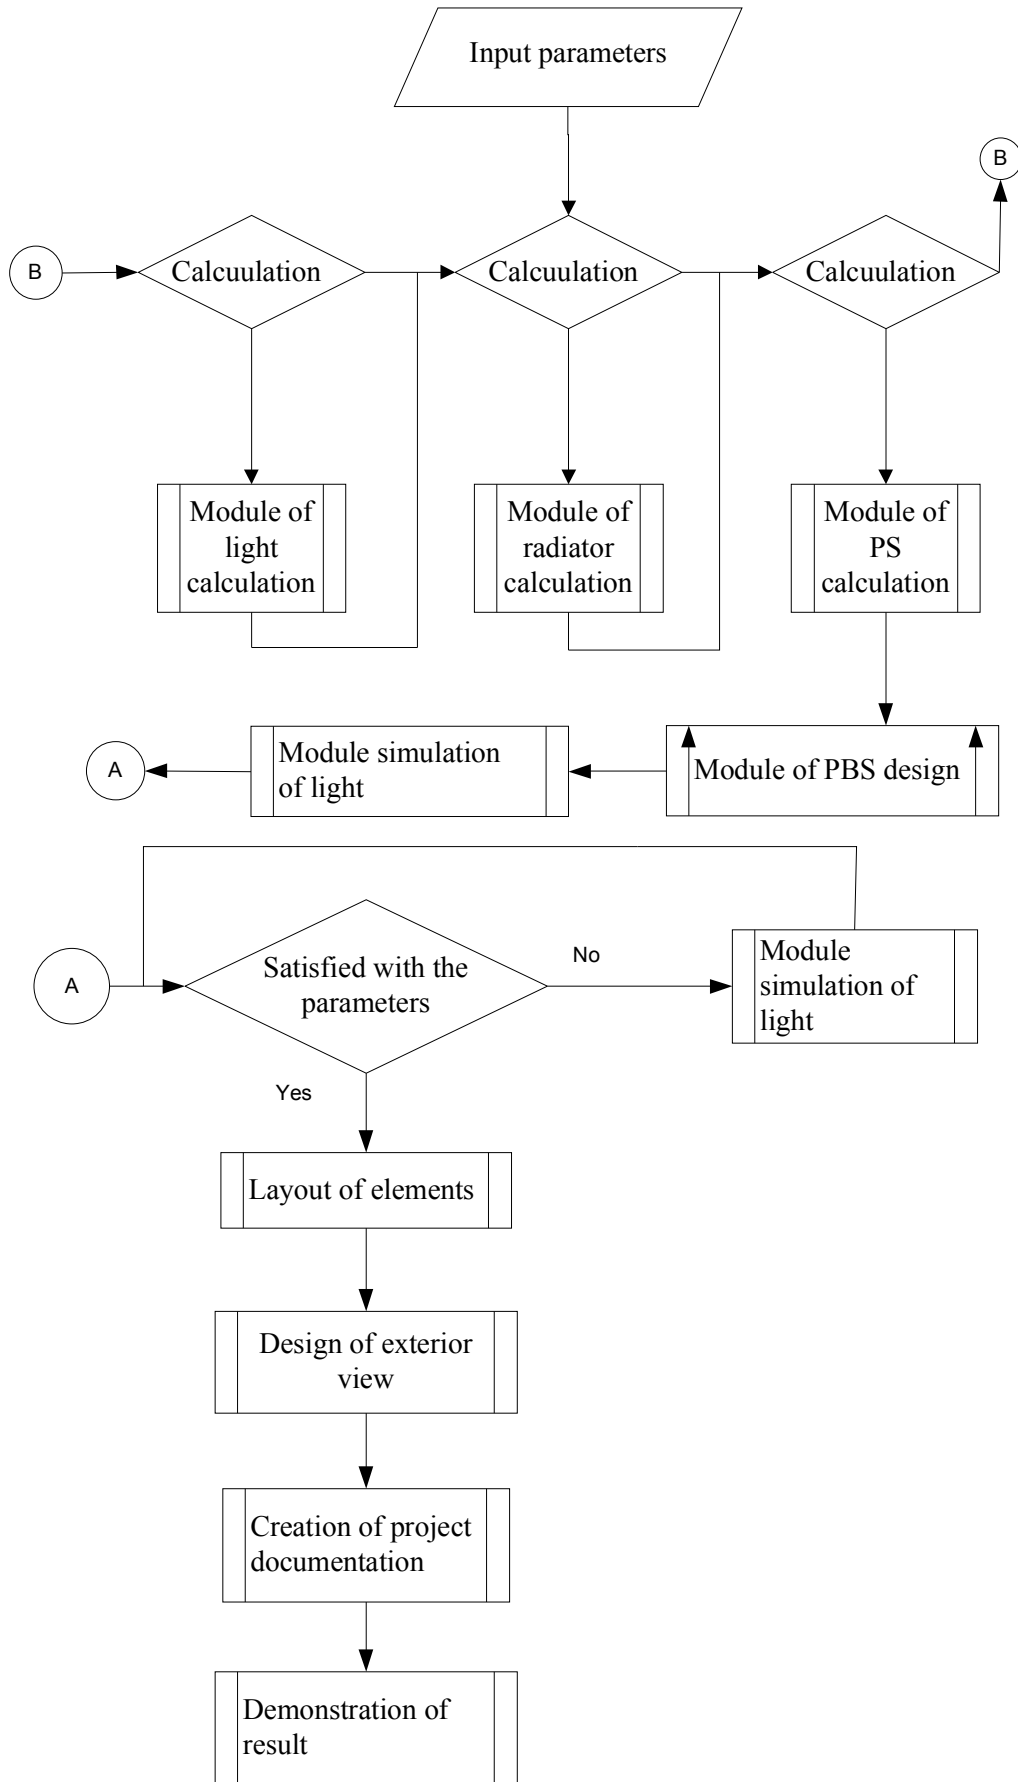 Input parameters
B
B
Calcuulation
Calcuulation
Calcuulation
Module of
light
calculation
Module of
radiator
calculation
Module of
PS
calculation
A
Module simulation
of light
Module of PBS design
A
Satisfied with the
parameters
No
Module
simulation of
light
Yes
Layout of elements
Design of exterior
view
Creation of project
documentation
Demonstration of
result